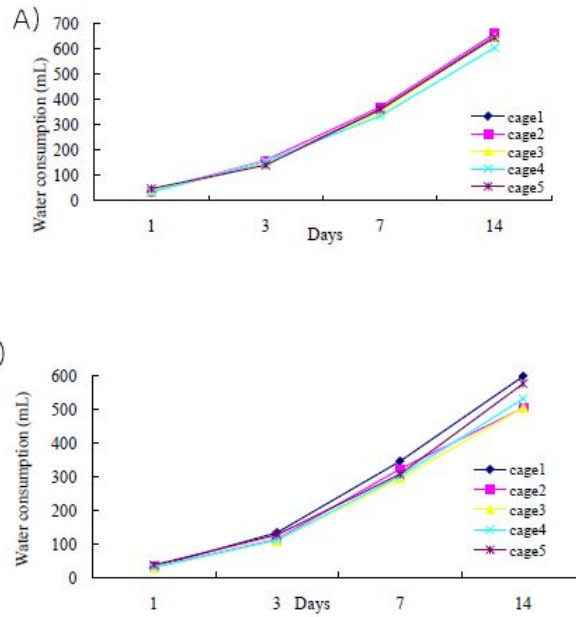 A)
Water consumption (mL)
700
600
500
400
300
200
100
0
1
3
7
14
Days
cage1
cage2
cage3
cage4
cage5
)
Water consumption (mL)
600
500
400
300
200
100
0
1
3
Days
7
14
cage1
cage2
cage3
cage4
cage5